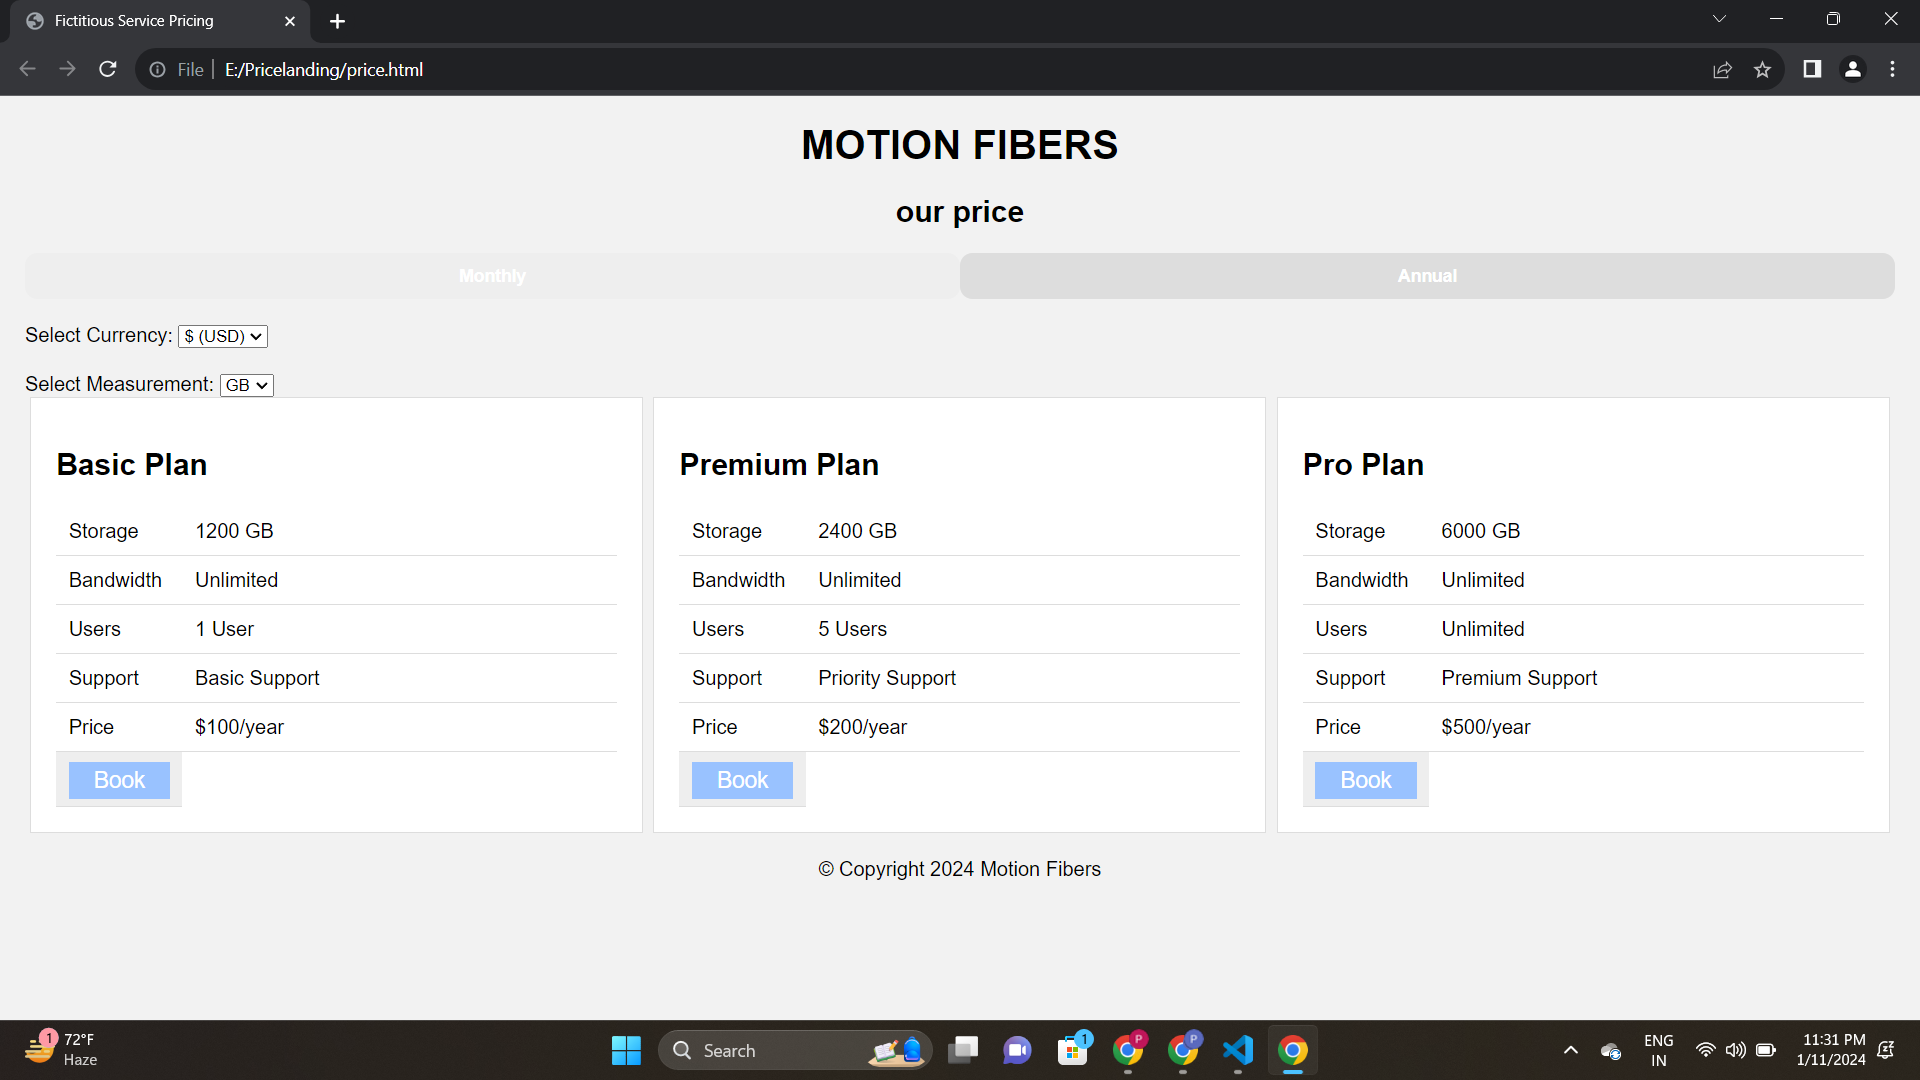 Fictitious Service Pricing
File E:/Pricelanding/price.html
MOTION FIBERS
our price
Monthly Annual
Select Currency: $ (USD)
Select Measurement: GB
Basic Plan
Storage 1200 GB
Bandwidth Unlimited
Users 1 User
Support Basic Support
Price $100/year
Book
Premium Plan
Storage 2400 GB
Bandwidth Unlimited
Users 5 Users
Support Priority Support
Price $200/year
Book
Pro Plan
Storage 6000 GB
Bandwidth Unlimited
Users Unlimited
Support Premium Support
Price $500/year
Book
© Copyright 2024 Motion Fibers
1
72°F
Haze
Search
1
P
P
ENG
IN
11:31 PM
1/11/2024